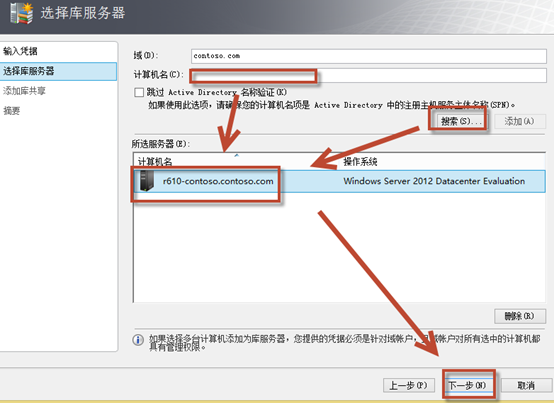 选择库服务器
输入凭据
选择库服务器
添加库共享
摘要
域(D):
contoso.com
计算机名(C):
跳过 Active Directory 名称验证(K)
如果使用此选项，请确保您的计算机名项是 Active Directory 中的注册主机服务主体名称(SPN)。
搜索(S)...
添加(A)
所选服务器(E):
计算机名
操作系统
r610-contoso.contoso.com
Windows Server 2012 Datacenter Evaluation
删除(R)
如果选择多台计算机添加为库服务器，您提供的凭据必须是针对域帐户，且域帐户对所有选中的计算机都
具有管理权限。
上一步(P)
下一步(N)
取消